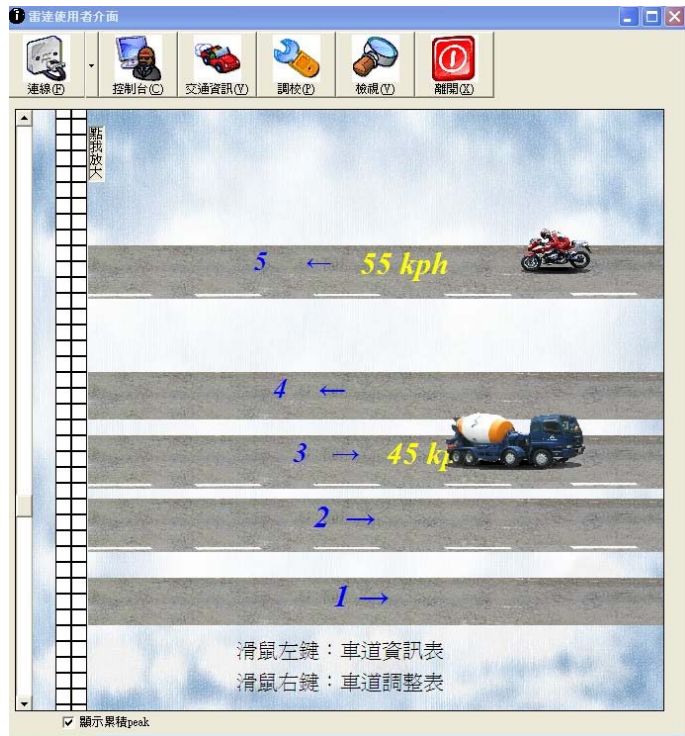 雷達使用者介面
連線(F) 控制台(C) 交通資訊(V) 調校(P) 檢視(V) 離開(X)
點我放大
5 ← 55 kph
4 ←
3 → 45
2 →
1 →
滑鼠左鍵：車道資訊表
滑鼠右鍵：車道調整表
顯示累積peak